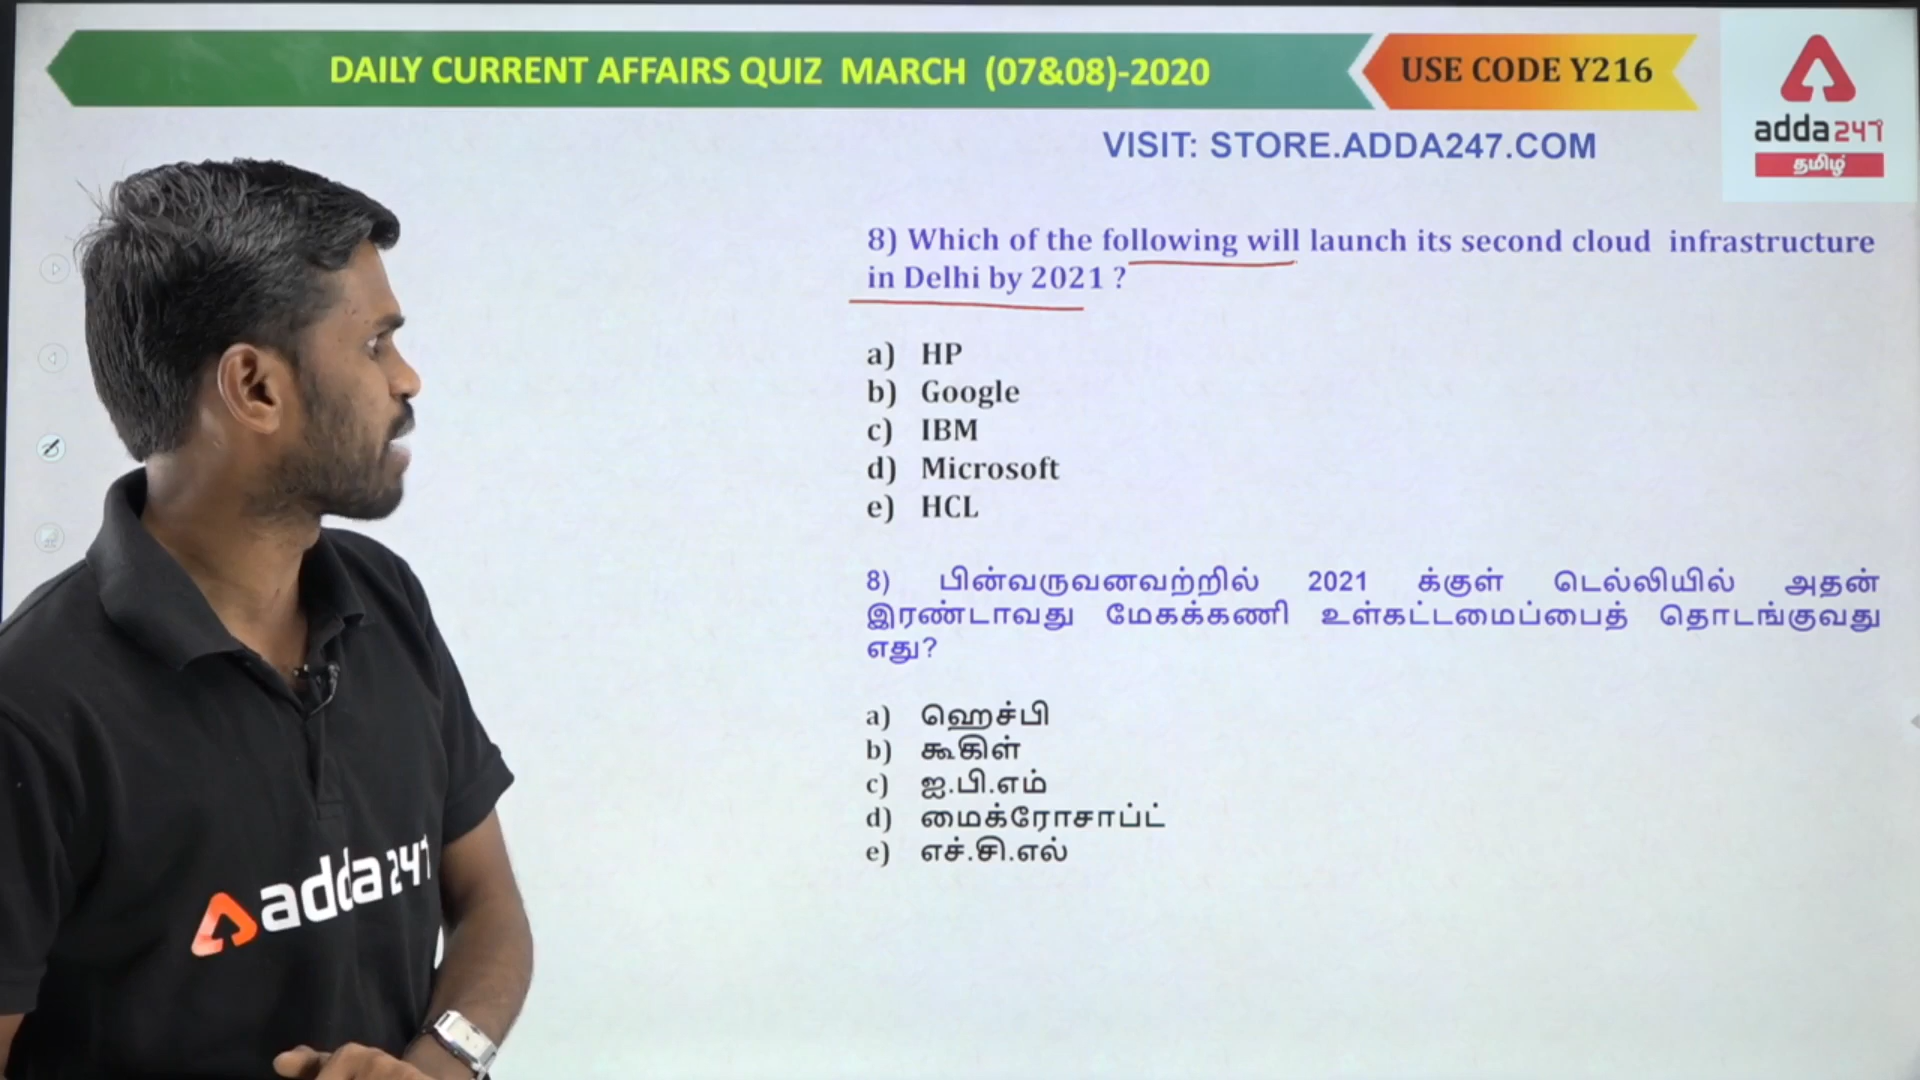 DAILY CURRENT AFFAIRS QUIZ MARCH (07&08)-2020
USE CODE Y216
adda247
தமிழ்
VISIT: STORE.ADDA247.COM
8) Which of the following will launch its second cloud infrastructure
in Delhi by 2021 ?
a) HP
b) Google
c) IBM
d) Microsoft
e) HCL
8) பின்வருவனவற்றில் 2021 க்குள் டெல்லியில் அதன்
இரண்டாவது மேகக்கணி உள்கட்டமைப்பைத் தொடங்குவது
எது?
a) ஹெச்பி
b) கூகிள்
c) ஐ.பி.எம்
d) மைக்ரோசாப்ட்
e) எச்.சி.எல்
adda247